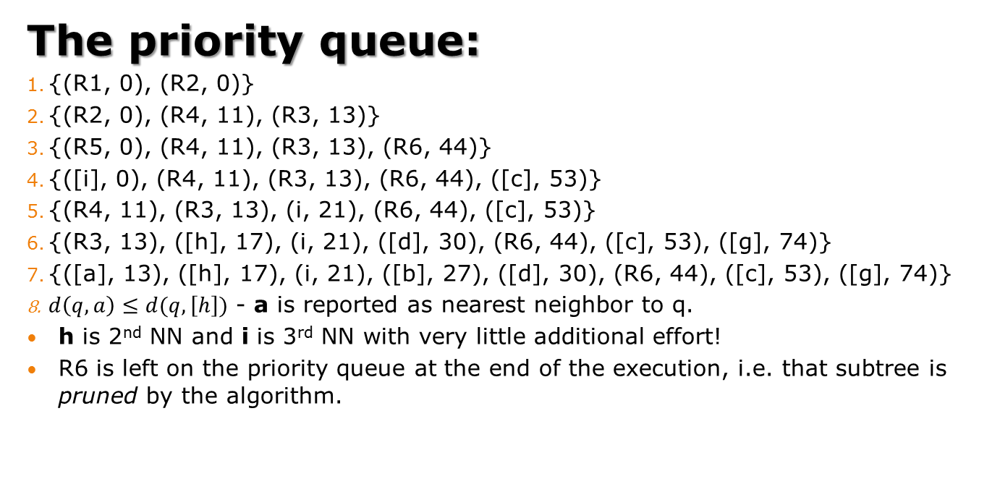 The priority queue:
1. {(R1, 0), (R2, 0)}
2. {(R2, 0), (R4, 11), (R3, 13)}
3. {(R5, 0), (R4, 11), (R3, 13), (R6, 44)}
4. {([i], 0), (R4, 11), (R3, 13), (R6, 44), ([c], 53)}
5. {(R4, 11), (R3, 13), (i, 21), (R6, 44), ([c], 53)}
6. {(R3, 13), ([h], 17), (i, 21), ([d], 30), (R6, 44), ([c], 53), ([g], 74)}
7. {([a], 13), ([h], 17), (i, 21), ([b], 27), ([d], 30), (R6, 44), ([c], 53), ([g], 74)}
8. d(q, a) ≤ d(q, [h]) - a is reported as nearest neighbor to q.
• h is 2nd NN and i is 3rd NN with very little additional effort!
• R6 is left on the priority queue at the end of the execution, i.e. that subtree is
pruned by the algorithm.